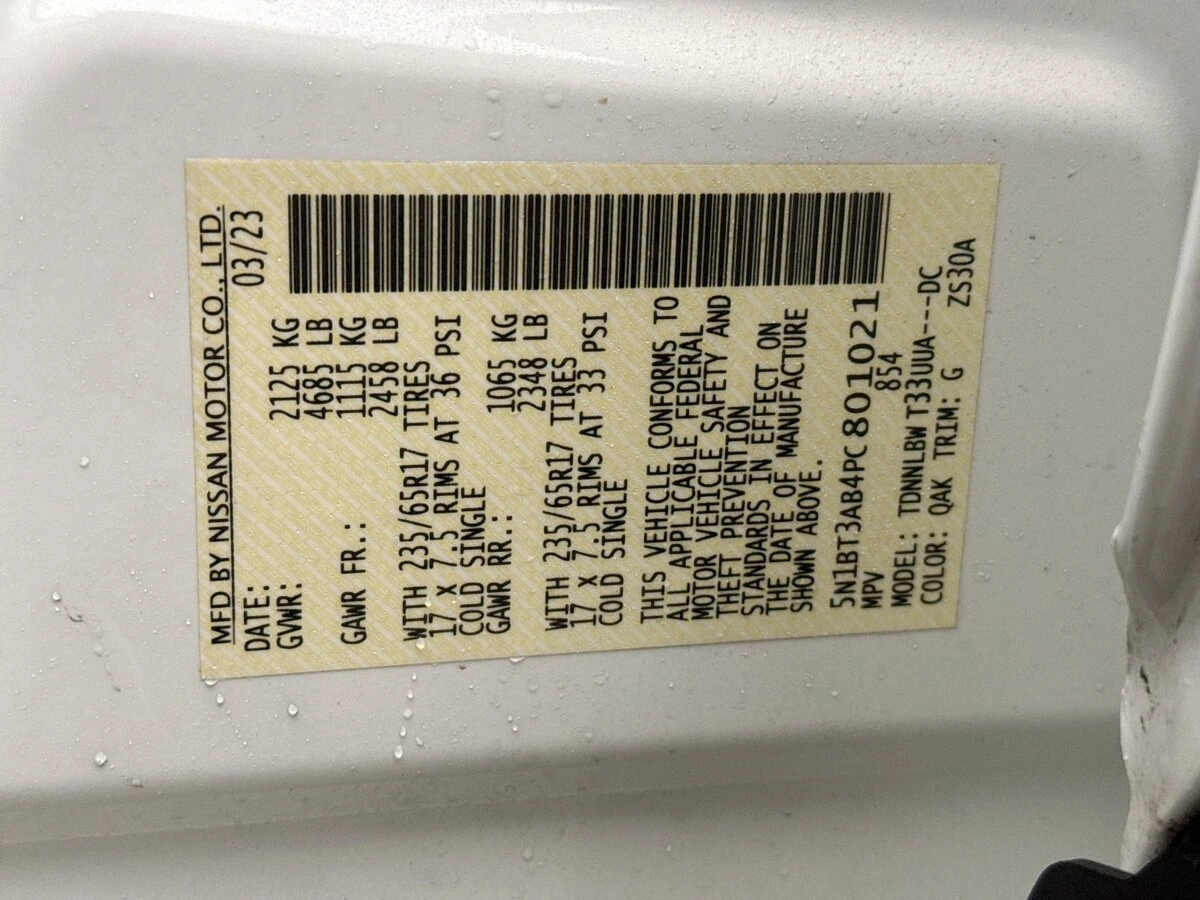 MFD BY NISSAN MOTOR CO., LTD.
DATE: 03/23
GVWR: 2125 KG
4685 LB
GAWR FR.: 1115 KG
2458 LB
WITH 235/65R17 TIRES
17 X 7.5 RIMS AT 36 PSI
COLD SINGLE
GAWR RR.: 1065 KG
2348 LB
WITH 235/65R17 TIRES
17 X 7.5 RIMS AT 33 PSI
COLD SINGLE
THIS VEHICLE CONFORMS TO
ALL APPLICABLE FEDERAL
MOTOR VEHICLE SAFETY AND
THEFT PREVENTION
STANDARDS IN EFFECT ON
THE DATE OF MANUFACTURE
SHOWN ABOVE.
5N1BT3AB4PC801021
MPV 854
MODEL: TDNNLBW T33UUA---DC
COLOR: QAK TRIM: G ZS30A